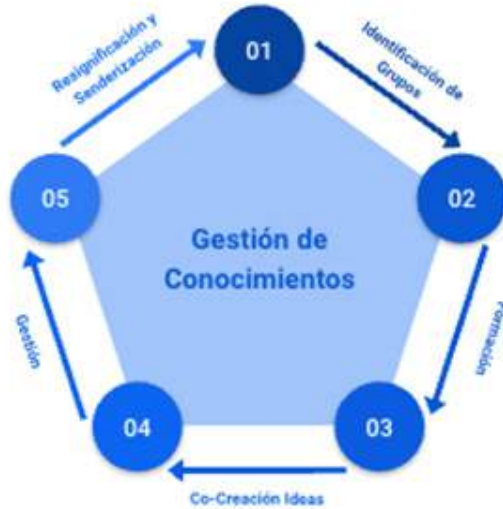 01
Identificación de
Grupos
02
Formación
03
Co-Creación Ideas
04
Gestión
05
Resignificación y
Senderización
Gestión de
Conocimientos